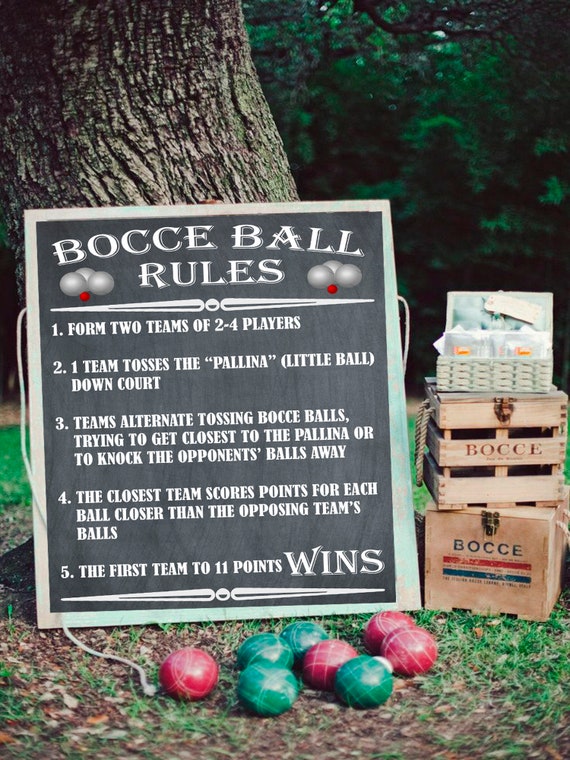 BOCCE BALL
RULES
1. FORM TWO TEAMS OF 2-4 PLAYERS
2. 1 TEAM TOSSES THE “PALLINA” (LITTLE BALL)
DOWN COURT
3. TEAMS ALTERNATE TOSSING BOCCE BALLS,
TRYING TO GET CLOSEST TO THE PALLINA OR
TO KNOCK THE OPPONENTS’ BALLS AWAY
4. THE CLOSEST TEAM SCORES POINTS FOR EACH
BALL CLOSER THAN THE OPPOSING TEAM’S
BALLS
5. THE FIRST TEAM TO 11 POINTS WINS
BOCCE
BOCCE